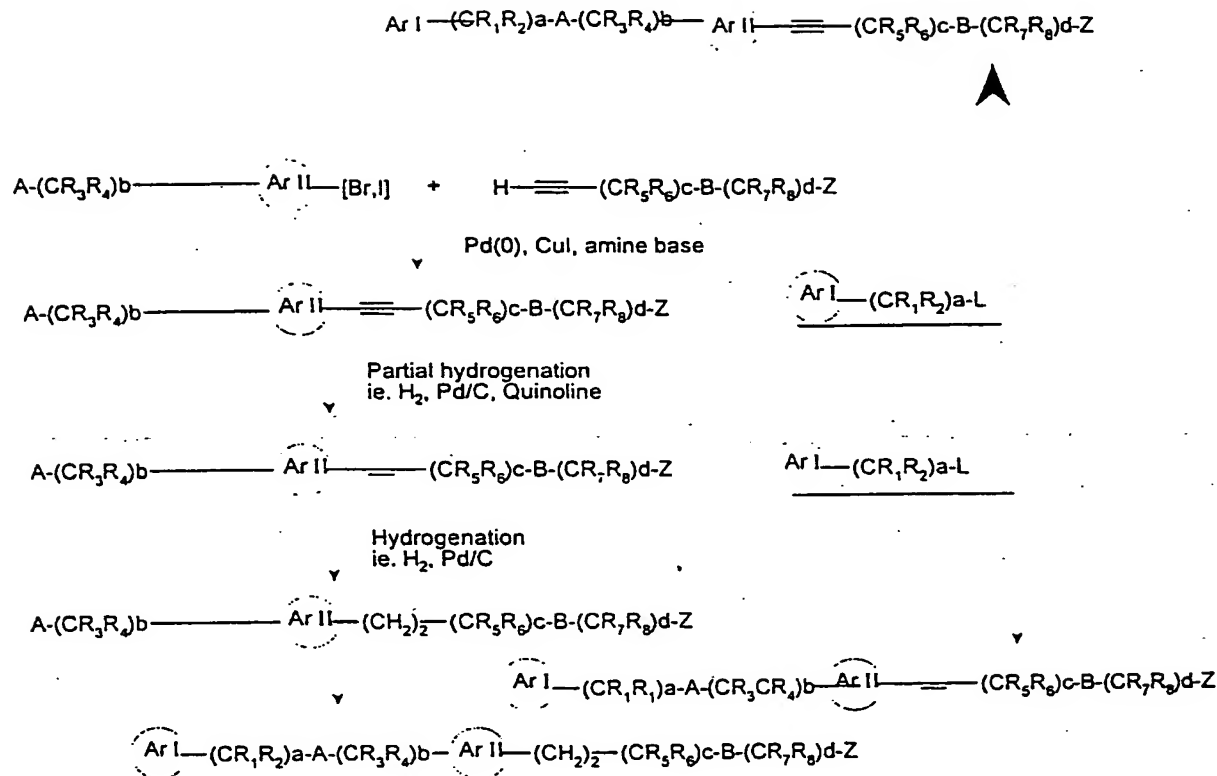 Ar I—(CR₁R₂)a-A-(CR₃R₄)b—Ar II—≡—(CR₅R₆)c-B-(CR₇R₈)d-Z
A-(CR₃R₄)b—Ar II—[Br,I] + H—≡—(CR₅R₆)c-B-(CR₇R₈)d-Z
Pd(0), CuI, amine base
A-(CR₃R₄)b—Ar II—≡—(CR₅R₆)c-B-(CR₇R₈)d-Z Ar I—(CR₁R₂)a-L
Partial hydrogenation
ie. H₂, Pd/C, Quinoline
A-(CR₃R₄)b—Ar II—=—(CR₅R₆)c-B-(CR₇R₈)d-Z Ar I—(CR₁R₂)a-L
Hydrogenation
ie. H₂, Pd/C
A-(CR₃R₄)b—Ar II—(CH₂)₂—(CR₅R₆)c-B-(CR₇R₈)d-Z
Ar I—(CR₁R₁)a-A-(CR₃CR₄)b—Ar II—=—(CR₅R₆)c-B-(CR₇R₈)d-Z
Ar I—(CR₁R₂)a-A-(CR₃R₄)b—Ar II—(CH₂)₂—(CR₅R₆)c-B-(CR₇R₈)d-Z